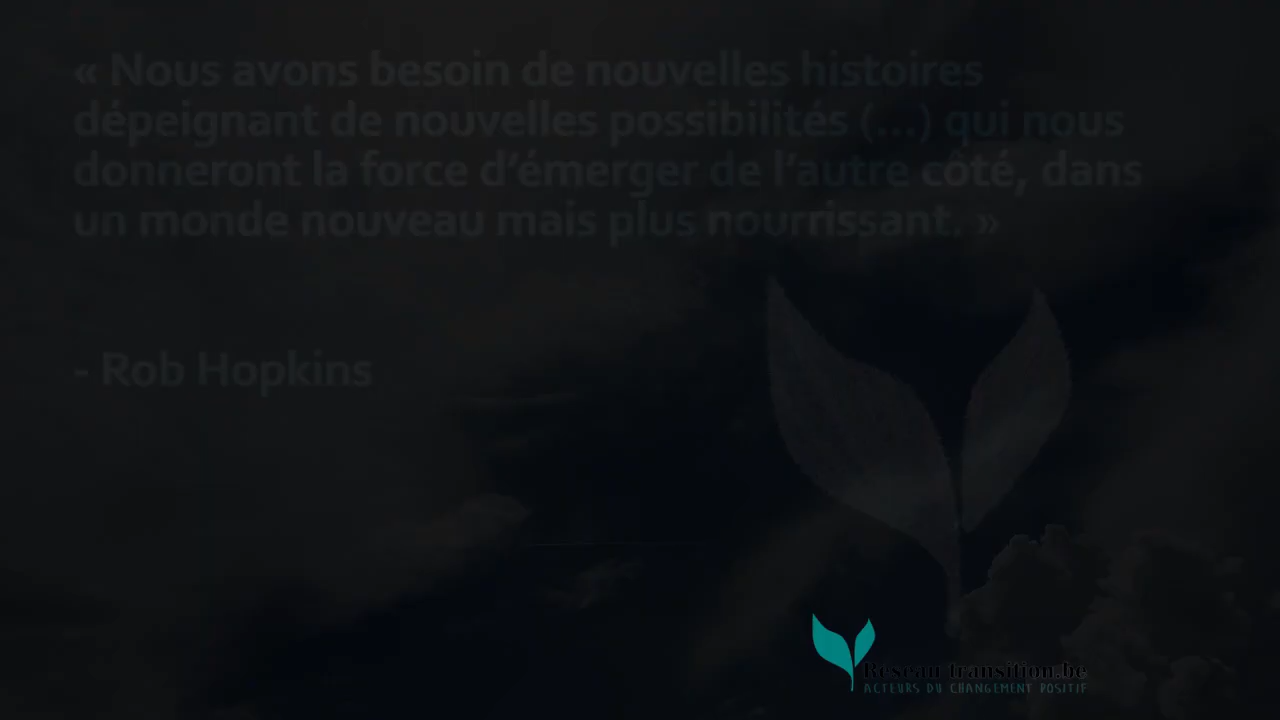 « Nous avons besoin de nouvelles histoires
dépeignant de nouvelles possibilités (...) qui nous
donneront la force d’émerger de l’autre côté, dans
un monde nouveau mais plus nourrissant. »
- Rob Hopkins
Réseau transition.be
ACTEURS DU CHANGEMENT POSITIF